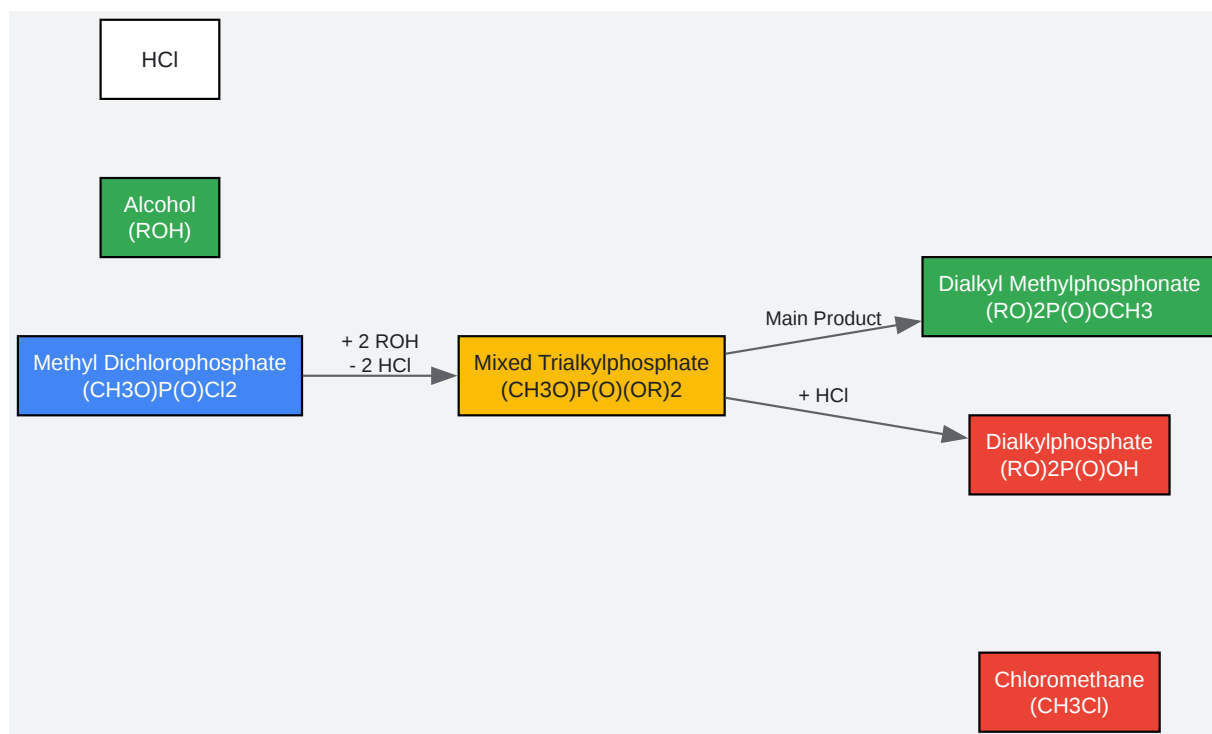 HCl
Alcohol
(ROH)
Methyl Dichlorophosphate
(CH3O)P(O)Cl2
+ 2 ROH
- 2 HCl
Mixed Trialkylphosphate
(CH3O)P(O)(OR)2
Main Product
Dialkyl Methylphosphonate
(RO)2P(O)OCH3
+ HCl
Dialkylphosphate
(RO)2P(O)OH
Chloromethane
(CH3Cl)